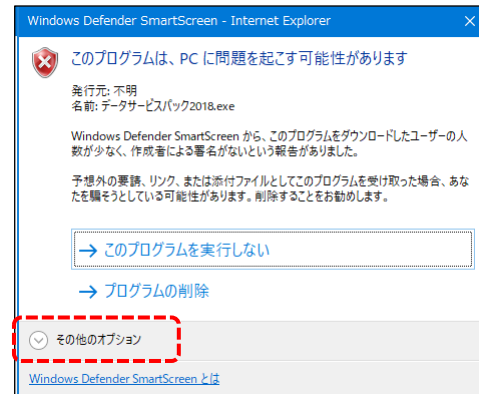 Windows Defender SmartScreen - Internet Explorer
このプログラムは、PC に問題を起こす可能性があります
発行元: 不明
名前: データサービスパック2018.exe
Windows Defender SmartScreen から、このプログラムをダウンロードしたユーザーの人
数が少なく、作成者による署名がないという報告がありました。
予想外の要請、リンク、または添付ファイルとしてこのプログラムを受け取った場合、あな
たを騙そうとしている可能性があります。削除することをお勧めします。
→ このプログラムを実行しない
→ プログラムの削除
その他のオプション
Windows Defender SmartScreen とは